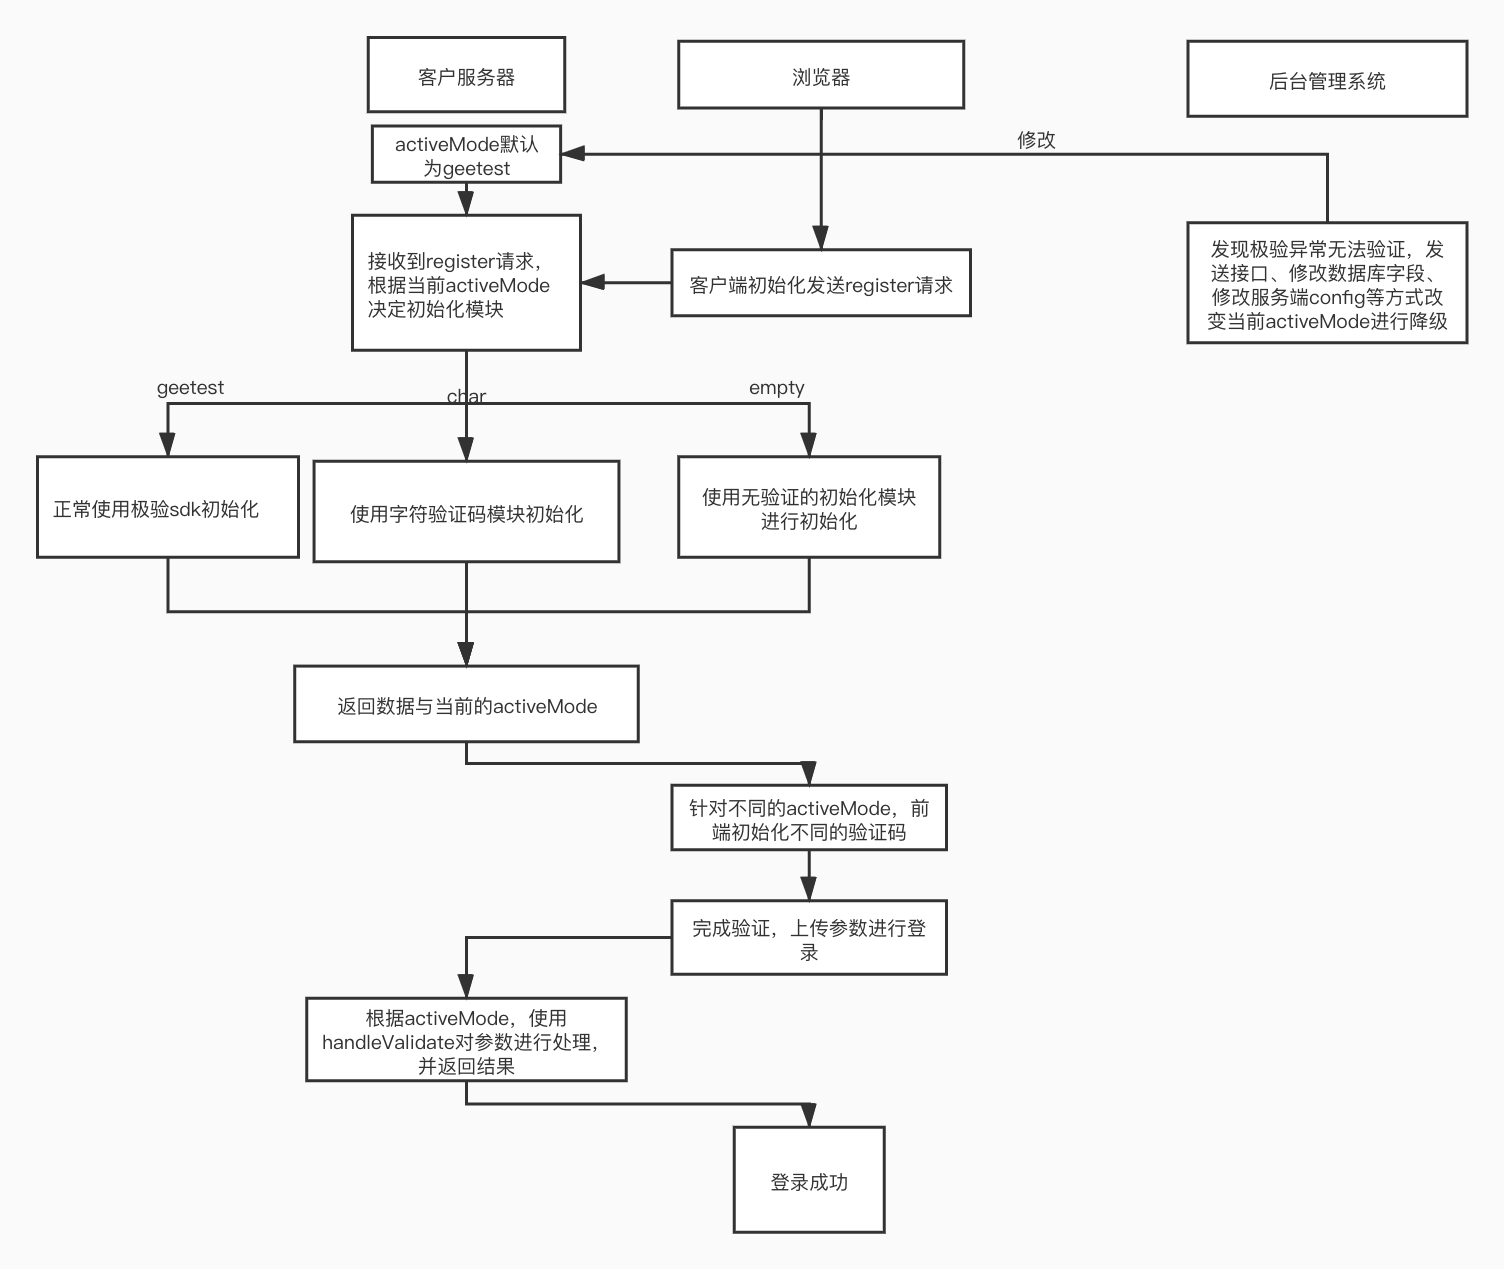 客户服务器
浏览器
后台管理系统
activeMode默认
为geetest
修改
接收到register请求，
根据当前activeMode
决定初始化模块
客户端初始化发送register请求
发现极验异常无法验证，发
送接口、修改数据库字段、
修改服务端config等方式改
变当前activeMode进行降级
geetest
char
empty
正常使用极验sdk初始化
使用字符验证码模块初始化
使用无验证的初始化模块
进行初始化
返回数据与当前的activeMode
针对不同的activeMode，前
端初始化不同的验证码
完成验证，上传参数进行登
录
根据activeMode，使用
handleValidate对参数进行处理，
并返回结果
登录成功